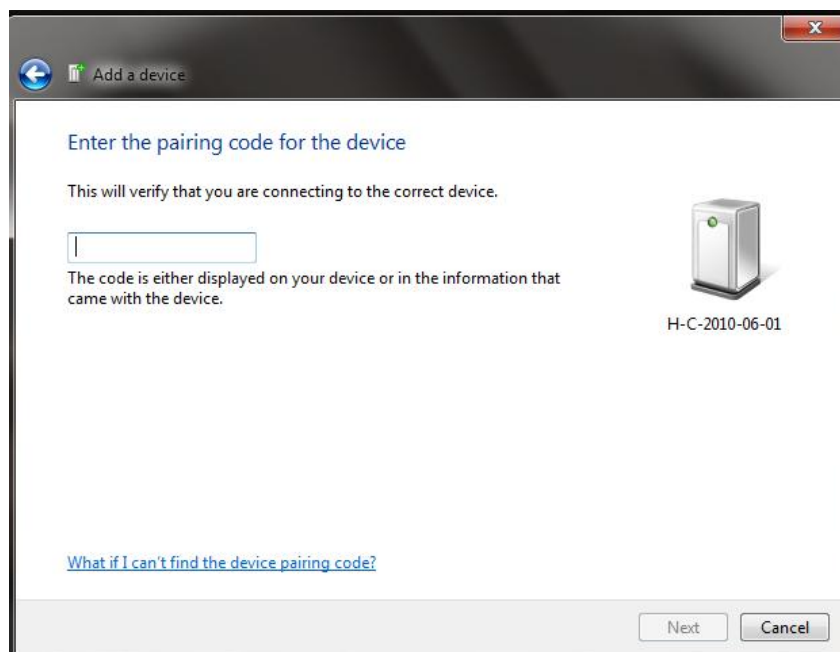 Add a device
Enter the pairing code for the device
This will verify that you are connecting to the correct device.
The code is either displayed on your device or in the information that
came with the device.
H-C-2010-06-01
What if I can't find the device pairing code?
Next
Cancel